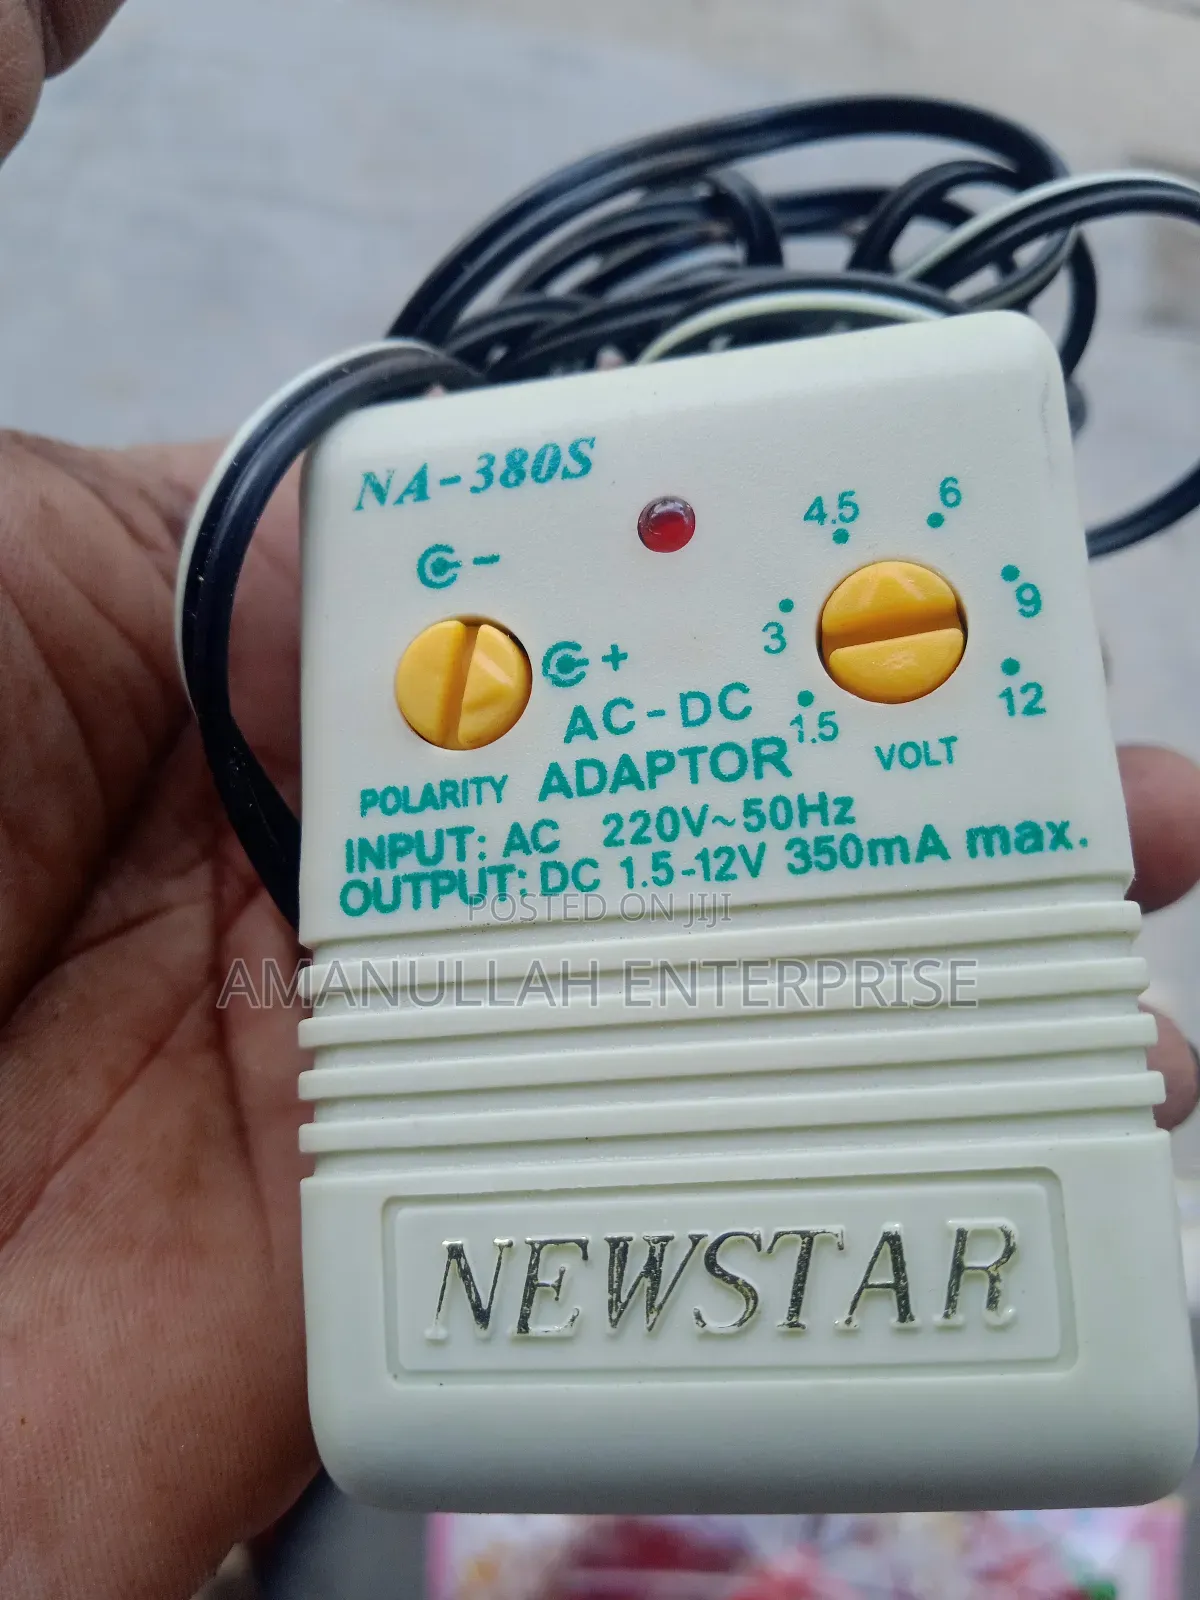 NA-380S
4.5
6
-
3
9
+
12
1.5
AC-DC
VOLT
POLARITY
ADAPTOR
INPUT: AC 220V~50Hz
OUTPUT: DC 1.5-12V 350mA max.
POSTED ON JIJI
AMANULLAH ENTERPRISE
NEWSTAR